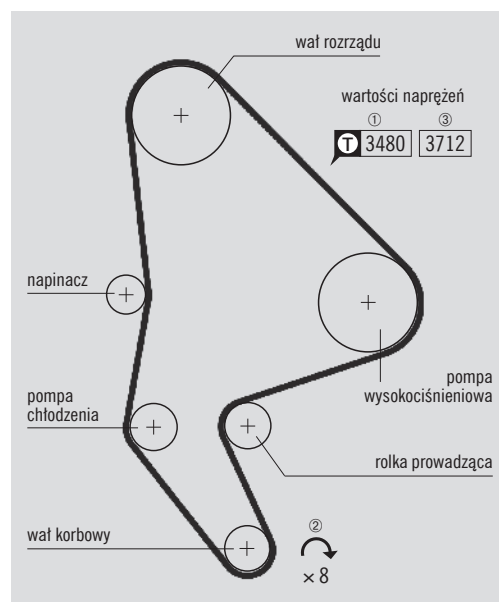 wał rozrządu
wartości naprężeń
① ③
T 3480 3712
napinacz
pompa
wysokociśnieniowa
pompa
chłodzenia
rolka prowadząca
wał korbowy
②
× 8